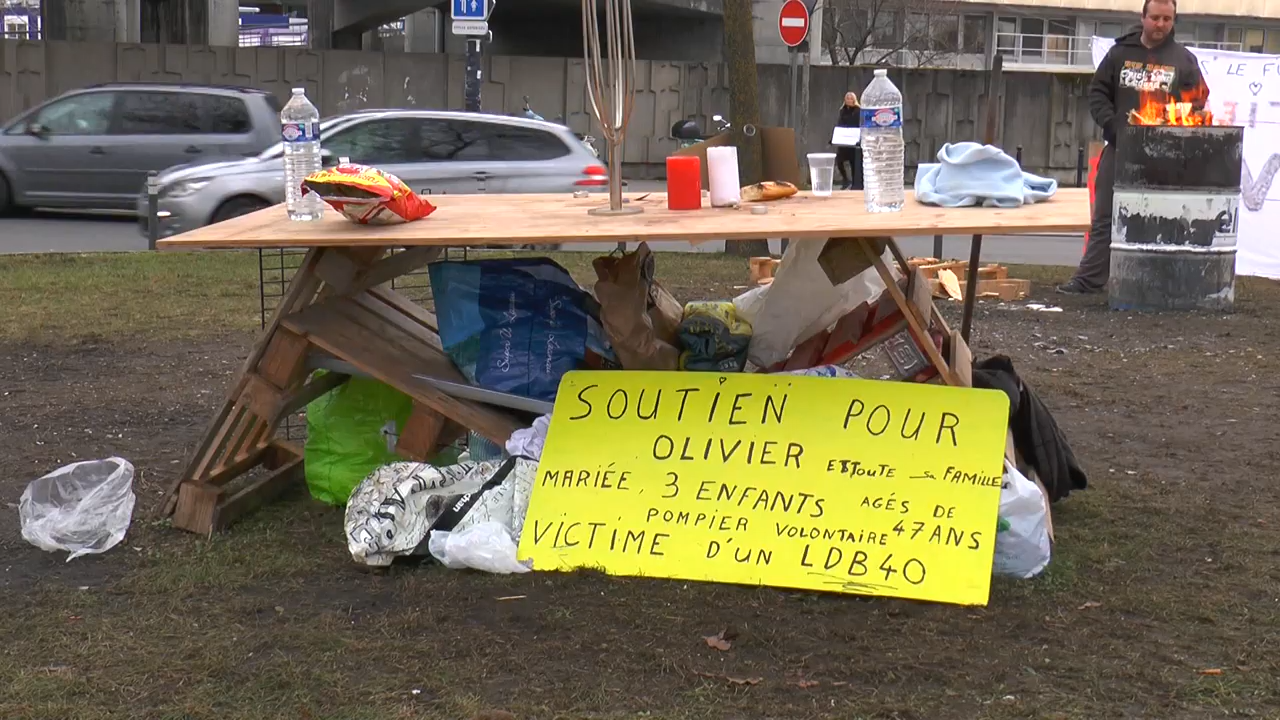 S' LE F
SOUTIEN POUR
OLIVIER ET TOUTE sa FAMILLE
MARIÉE, 3 ENFANTS AGÉS DE
POMPIER VOLONTAIRE 47 ANS
VICTIME D'UN LDB40